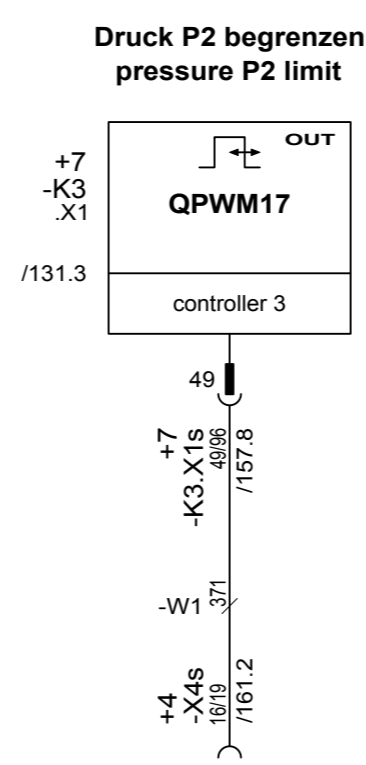 Druck P2 begrenzen
pressure P2 limit
OUT
+7
-K3
.X1
QPWM17
/131.3
controller 3
49
+7
-K3.X1s
49/96
/157.8
-W1
371
+4
-X4s
16/19
/161.2